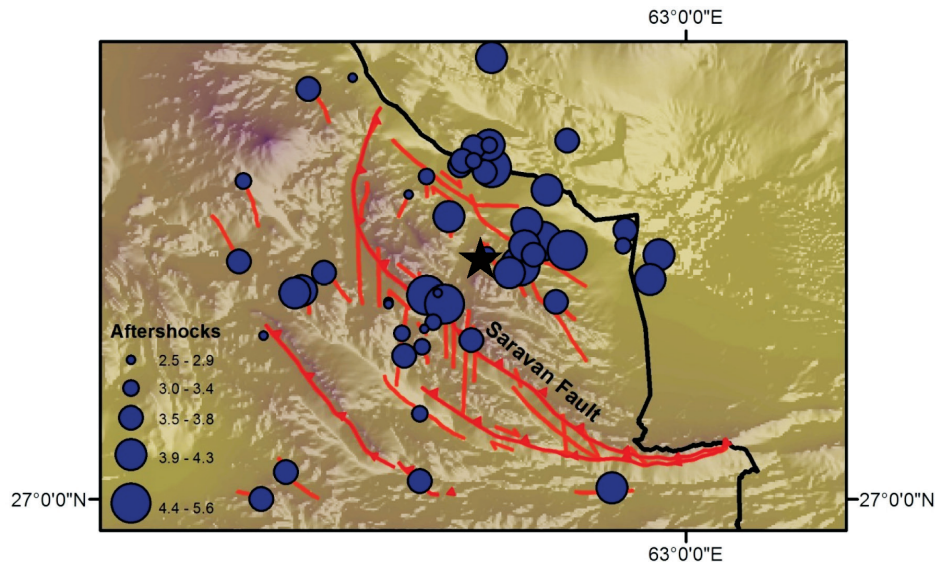 63°0'0"E
Aftershocks
2.5 - 2.9
3.0 - 3.4
3.5 - 3.8
3.9 - 4.3
4.4 - 5.6
Saravan Fault
27°0'0"N
27°0'0"N
63°0'0"E